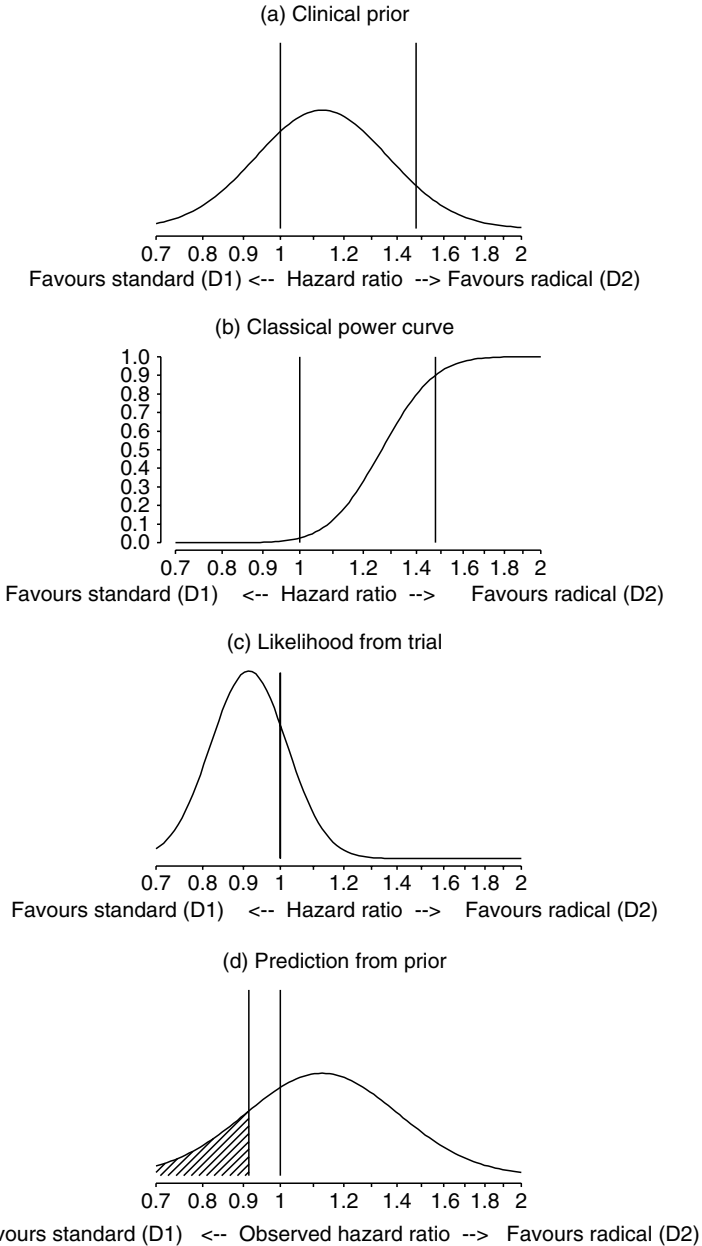 (a) Clinical prior
0.7 0.8 0.9 1 1.2 1.4 1.6 1.8 2
Favours standard (D1) <-- Hazard ratio --> Favours radical (D2)
(b) Classical power curve
1.0
0.9
0.8
0.7
0.6
0.5
0.4
0.3
0.2
0.1
0.0
0.7 0.8 0.9 1 1.2 1.4 1.6 1.8 2
Favours standard (D1) <-- Hazard ratio --> Favours radical (D2)
(c) Likelihood from trial
0.7 0.8 0.9 1 1.2 1.4 1.6 1.8 2
Favours standard (D1) <-- Hazard ratio --> Favours radical (D2)
(d) Prediction from prior
0.7 0.8 0.9 1 1.2 1.4 1.6 1.8 2
vours standard (D1) <-- Observed hazard ratio --> Favours radical (D2)